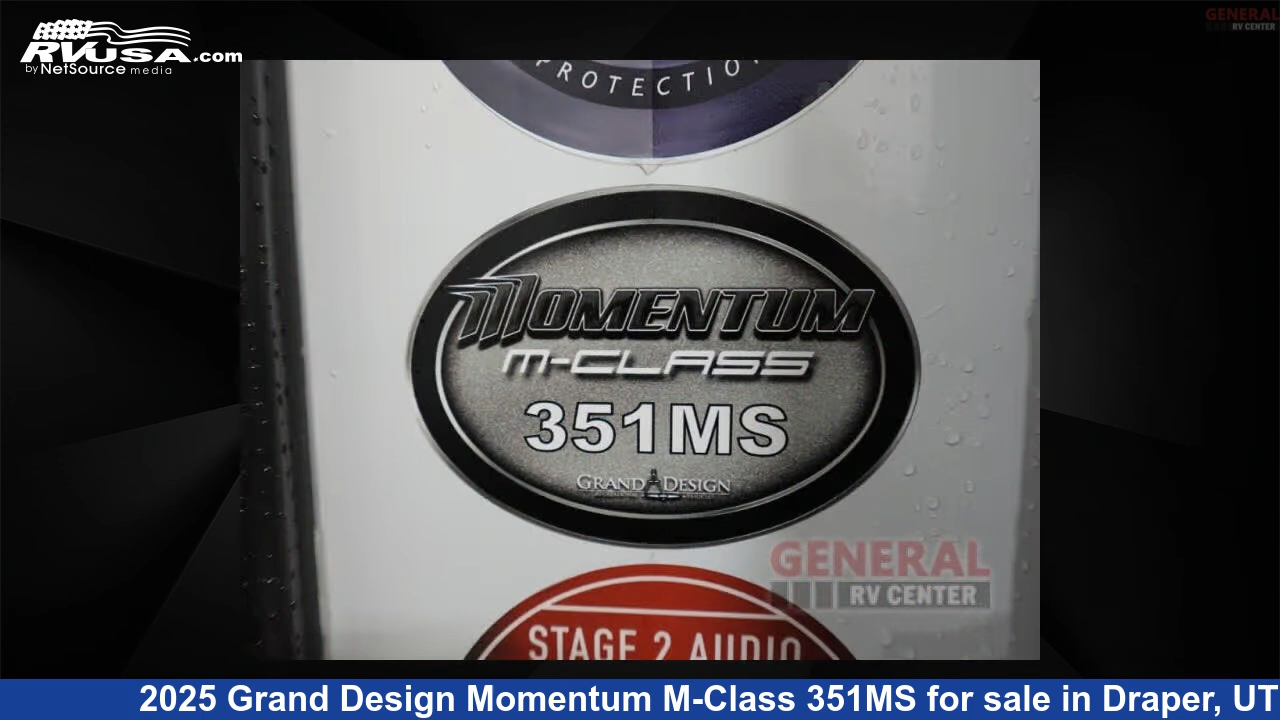 GENERAL
RV CENTER
RVUSA.com
by NetSource media
PROTECTION
MOMENTUM
M-CLASS
351MS
GRAND DESIGN
GENERAL
RV CENTER
STAGE 2 AUDIO
2025 Grand Design Momentum M-Class 351MS for sale in Draper, UT